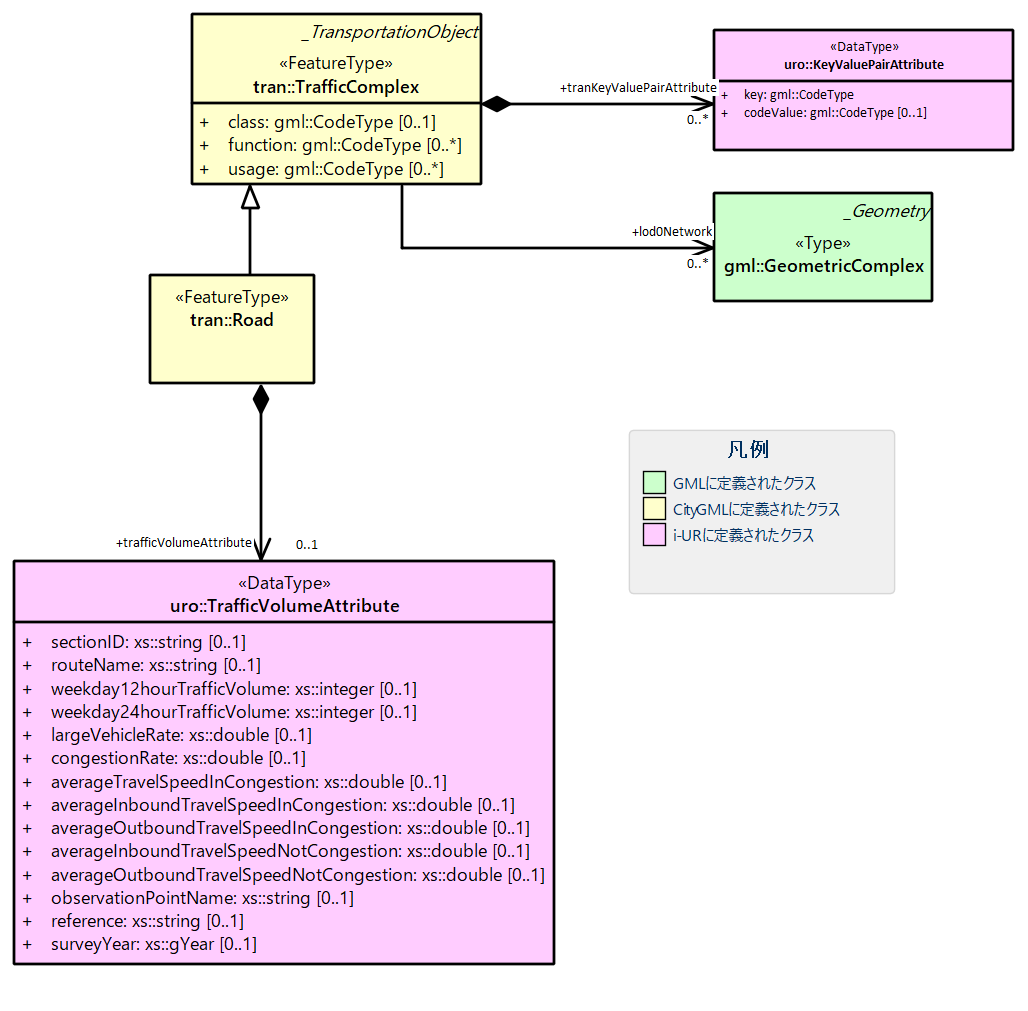 _TransportationObject
«FeatureType»
tran::TrafficComplex
+ class: gml::CodeType [0..1]
+ function: gml::CodeType [0..*]
+ usage: gml::CodeType [0..*]
+tranKeyValuePairAttribute
0..*
«DataType»
uro::KeyValuePairAttribute
+ key: gml::CodeType
+ codeValue: gml::CodeType [0..1]
+lod0Network
0..*
_Geometry
«Type»
gml::GeometricComplex
«FeatureType»
tran::Road
凡例
GMLに定義されたクラス
CityGMLに定義されたクラス
i-URに定義されたクラス
+trafficVolumeAttribute
0..1
«DataType»
uro::TrafficVolumeAttribute
+ sectionID: xs::string [0..1]
+ routeName: xs::string [0..1]
+ weekday12hourTrafficVolume: xs::integer [0..1]
+ weekday24hourTrafficVolume: xs::integer [0..1]
+ largeVehicleRate: xs::double [0..1]
+ congestionRate: xs::double [0..1]
+ averageTravelSpeedInCongestion: xs::double [0..1]
+ averageInboundTravelSpeedInCongestion: xs::double [0..1]
+ averageOutboundTravelSpeedInCongestion: xs::double [0..1]
+ averageInboundTravelSpeedNotCongestion: xs::double [0..1]
+ averageOutboundTravelSpeedNotCongestion: xs::double [0..1]
+ observationPointName: xs::string [0..1]
+ reference: xs::string [0..1]
+ surveyYear: xs::gYear [0..1]